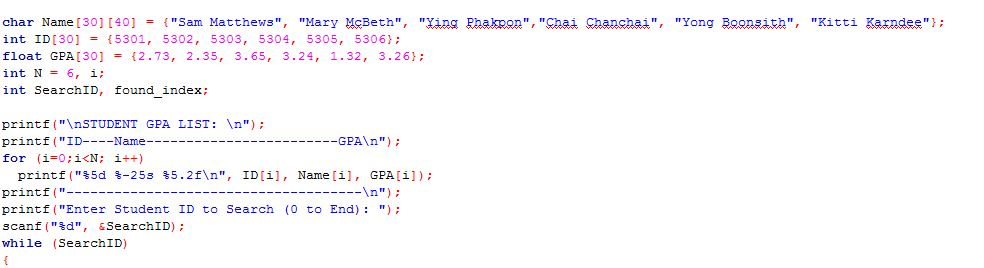 char Name[30][40] = {"Sam Matthews", "Mary McBeth", "Ying Phakpon","Chai Chanchai", "Yong Boonsith", "Kitti Karndee"};
int ID[30] = {5301, 5302, 5303, 5304, 5305, 5306};
float GPA[30] = {2.73, 2.35, 3.65, 3.24, 1.32, 3.26};
int N = 6, i;
int SearchID, found_index;
printf("\nSTUDENT GPA LIST: \n");
printf("ID----Name------------------------GPA\n");
for (i=0;i<N; i++)
printf("%5d %-25s %5.2f\n", ID[i], Name[i], GPA[i]);
printf("-------------------------------------\n");
printf("Enter Student ID to Search (0 to End): ");
scanf("%d", &SearchID);
while (SearchID)
{